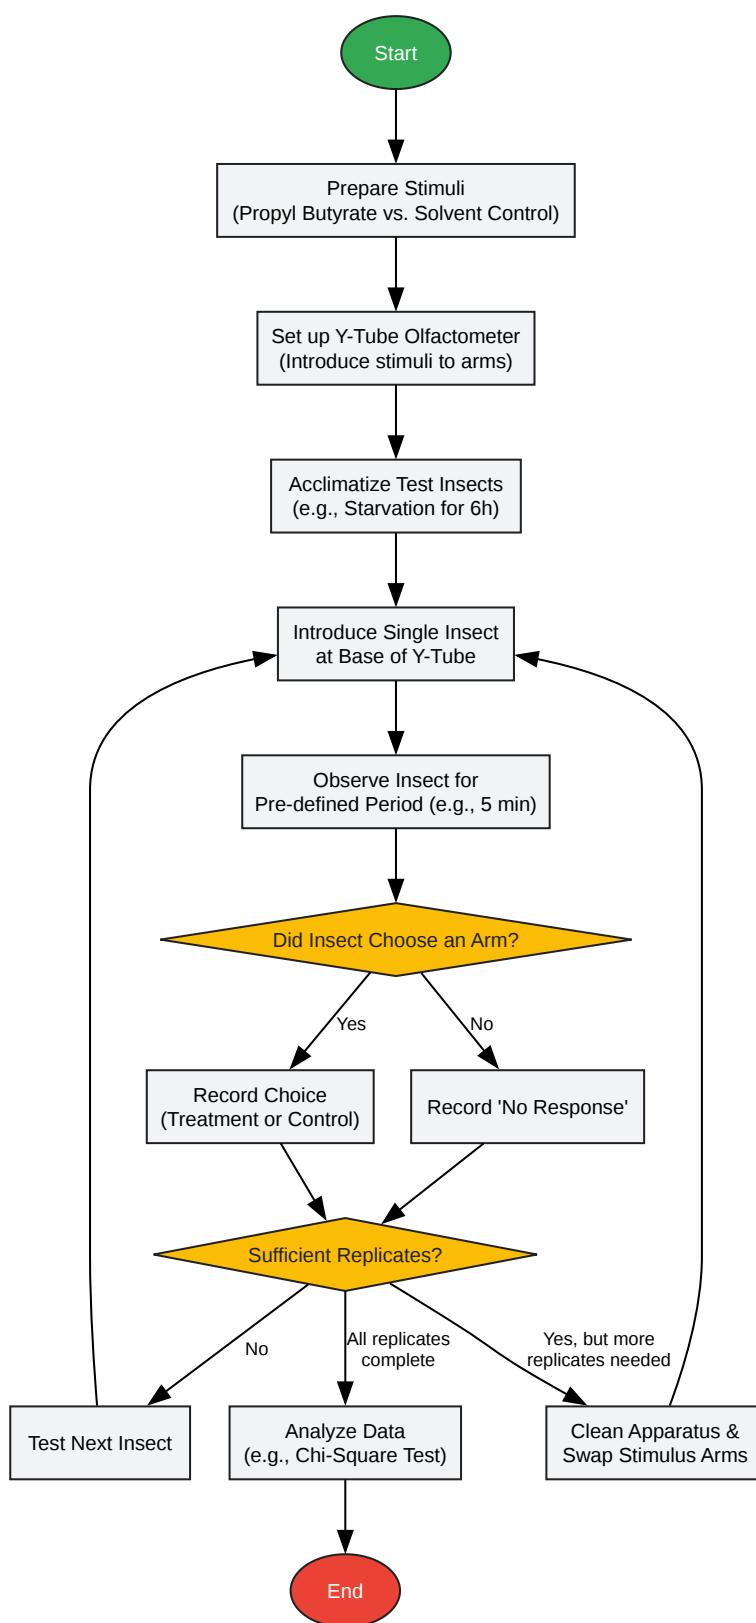 Start
Prepare Stimuli
(Propyl Butyrate vs. Solvent Control)
Set up Y-Tube Olfactometer
(Introduce stimuli to arms)
Acclimatize Test Insects
(e.g., Starvation for 6h)
Introduce Single Insect
at Base of Y-Tube
Observe Insect for
Pre-defined Period (e.g., 5 min)
Did Insect Choose an Arm?
Yes
No
Record Choice
(Treatment or Control)
Record 'No Response'
Sufficient Replicates?
No
All replicates
complete
Yes, but more
replicates needed
Test Next Insect
Analyze Data
(e.g., Chi-Square Test)
Clean Apparatus &
Swap Stimulus Arms
End